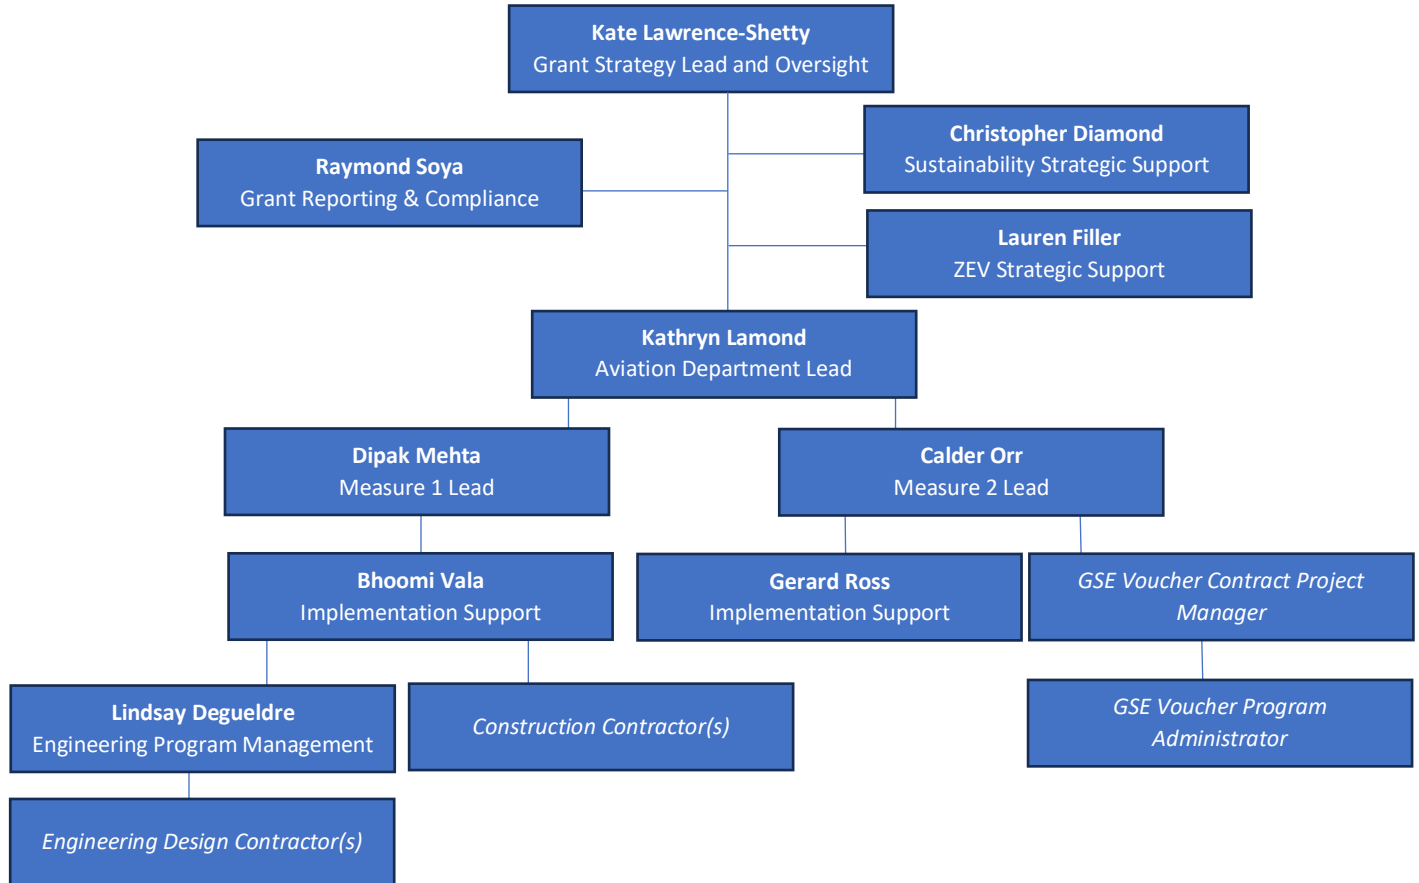 Kate Lawrence-Shetty
Grant Strategy Lead and Oversight
Christopher Diamond
Sustainability Strategic Support
Raymond Soya
Grant Reporting & Compliance
Lauren Filler
ZEV Strategic Support
Kathryn Lamond
Aviation Department Lead
Dipak Mehta
Measure 1 Lead
Calder Orr
Measure 2 Lead
Bhoomi Vala
Implementation Support
Gerard Ross
Implementation Support
GSE Voucher Contract Project
Manager
Lindsay Degueldre
Engineering Program Management
Construction Contractor(s)
GSE Voucher Program
Administrator
Engineering Design Contractor(s)